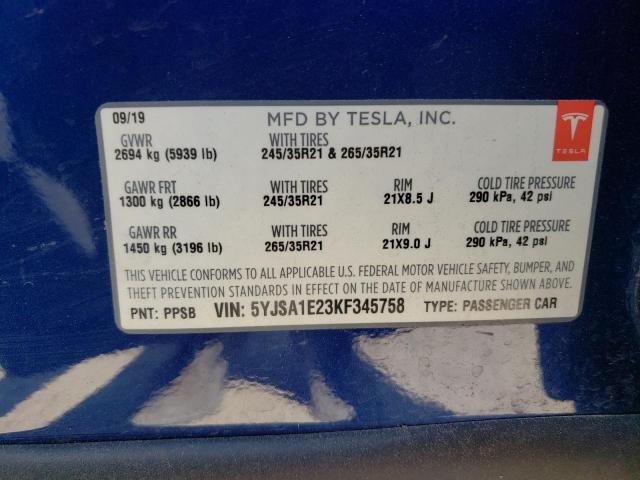 09/19 MFD BY TESLA, INC.
TESLA
GVWR WITH TIRES
2694 kg (5939 lb) 245/35R21 & 265/35R21
GAWR FRT WITH TIRES RIM COLD TIRE PRESSURE
1300 kg (2866 lb) 245/35R21 21X8.5 J 290 kPa, 42 psi
GAWR RR WITH TIRES RIM COLD TIRE PRESSURE
1450 kg (3196 lb) 265/35R21 21X9.0 J 290 kPa, 42 psi
THIS VEHICLE CONFORMS TO ALL APPLICABLE U.S. FEDERAL MOTOR VEHICLE SAFETY, BUMPER, AND
THEFT PREVENTION STANDARDS IN EFFECT ON THE DATE OF MANUFACTURE SHOWN ABOVE.
PNT: PPSB VIN: 5YJSA1E23KF345758 TYPE: PASSENGER CAR